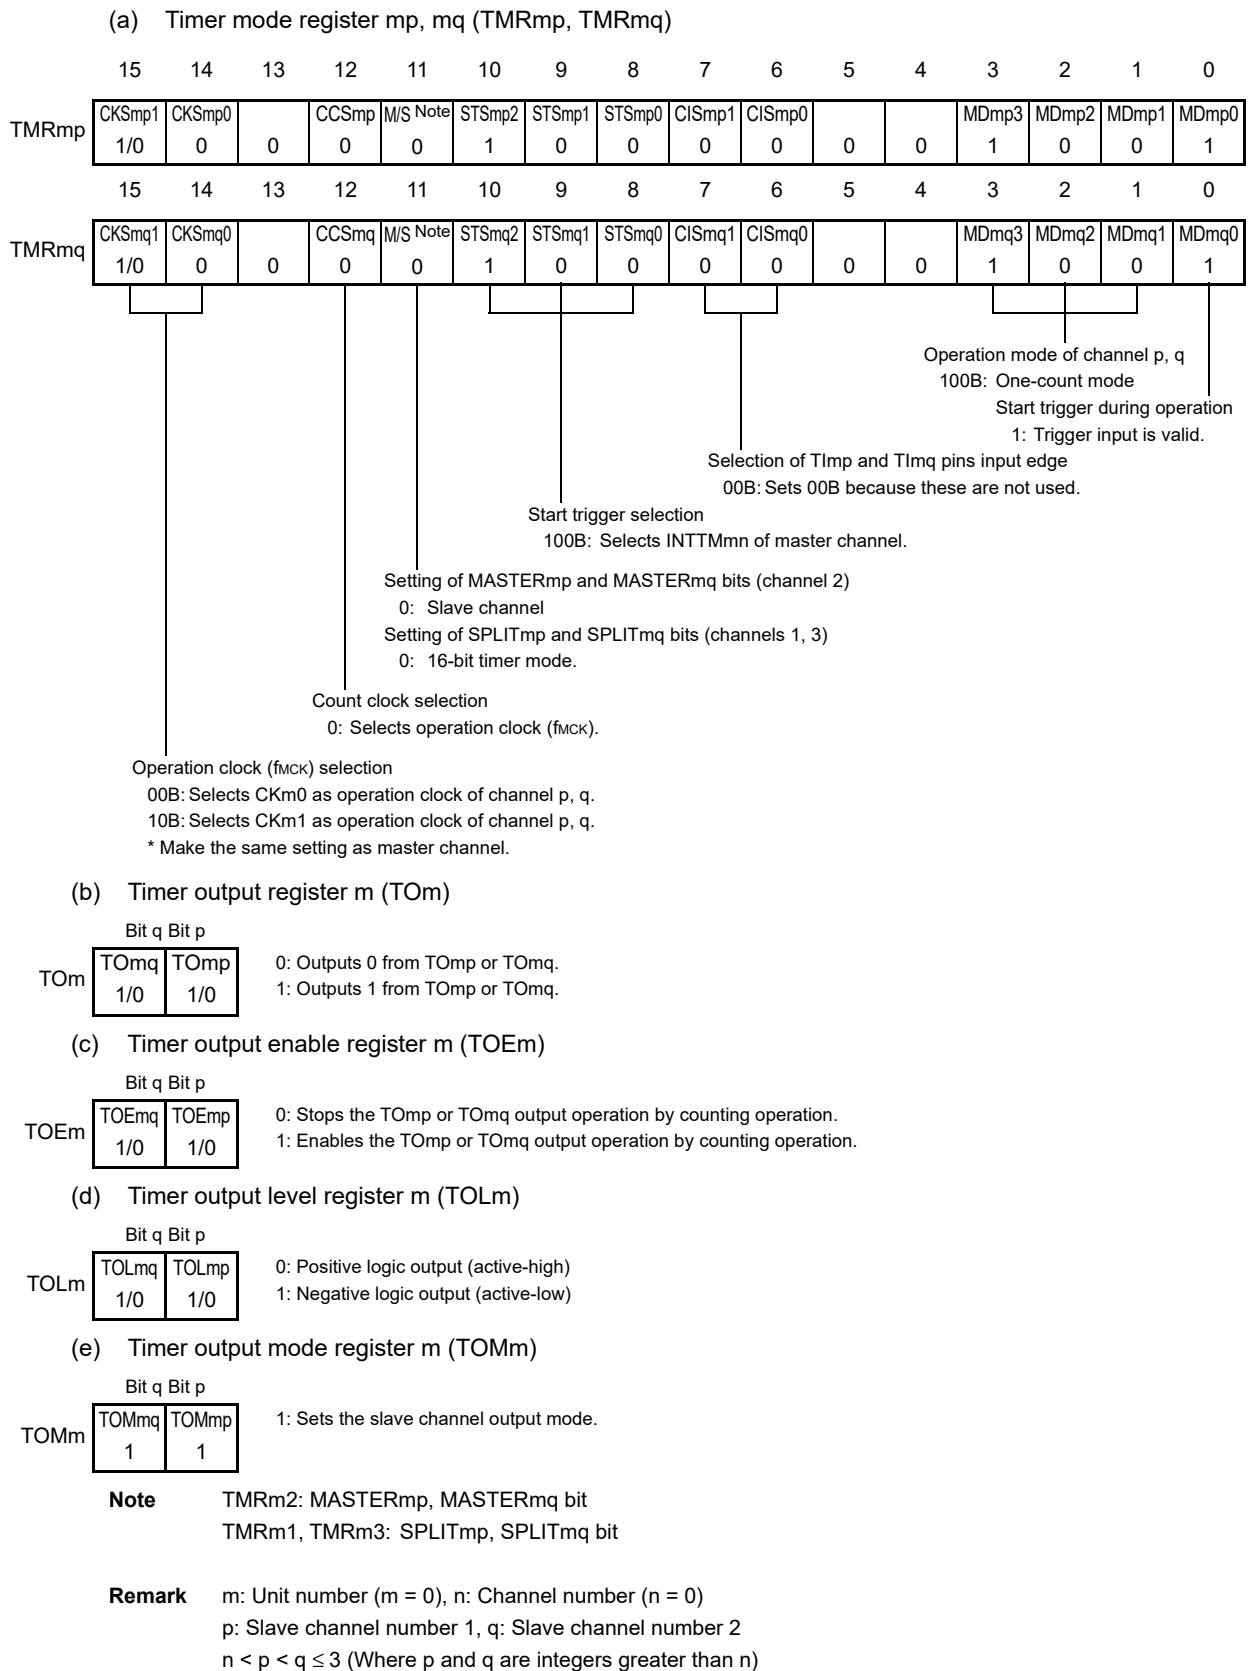 (a) Timer mode register mp, mq (TMRmp, TMRmq)
15 14 13 12 11 10 9 8 7 6 5 4 3 2 1 0
TMRmp CKSmp1 CKSmp0 CCSmp M/S Note STSmp2 STSmp1 STSmp0 CISmp1 CISmp0 MDmp3 MDmp2 MDmp1 MDmp0
1/0 0 0 0 0 1 0 0 0 0 0 0 1 0 0 1
15 14 13 12 11 10 9 8 7 6 5 4 3 2 1 0
TMRmq CKSmq1 CKSmq0 CCSmq M/S Note STSmq2 STSmq1 STSmq0 CISmq1 CISmq0 MDmq3 MDmq2 MDmq1 MDmq0
1/0 0 0 0 0 1 0 0 0 0 0 0 1 0 0 1
Operation mode of channel p, q
100B: One-count mode
Start trigger during operation
1: Trigger input is valid.
Selection of TImp and TImq pins input edge
00B: Sets 00B because these are not used.
Start trigger selection
100B: Selects INTTMmn of master channel.
Setting of MASTERmp and MASTERmq bits (channel 2)
0: Slave channel
Setting of SPLITmp and SPLITmq bits (channels 1, 3)
0: 16-bit timer mode.
Count clock selection
0: Selects operation clock (fMCK).
Operation clock (fMCK) selection
00B: Selects CKm0 as operation clock of channel p, q.
10B: Selects CKm1 as operation clock of channel p, q.
* Make the same setting as master channel.
(b) Timer output register m (TOm)
Bit q Bit p
TOm TOmq TOmp
1/0 1/0
0: Outputs 0 from TOmp or TOmq.
1: Outputs 1 from TOmp or TOmq.
(c) Timer output enable register m (TOEm)
Bit q Bit p
TOEm TOEmq TOEmp
1/0 1/0
0: Stops the TOmp or TOmq output operation by counting operation.
1: Enables the TOmp or TOmq output operation by counting operation.
(d) Timer output level register m (TOLm)
Bit q Bit p
TOLm TOLmq TOLmp
1/0 1/0
0: Positive logic output (active-high)
1: Negative logic output (active-low)
(e) Timer output mode register m (TOMm)
Bit q Bit p
TOMm TOMmq TOMmp
1 1
1: Sets the slave channel output mode.
Note TMRm2: MASTERmp, MASTERmq bit
TMRm1, TMRm3: SPLITmp, SPLITmq bit
Remark m: Unit number (m = 0), n: Channel number (n = 0)
p: Slave channel number 1, q: Slave channel number 2
n < p < q ≤ 3 (Where p and q are integers greater than n)